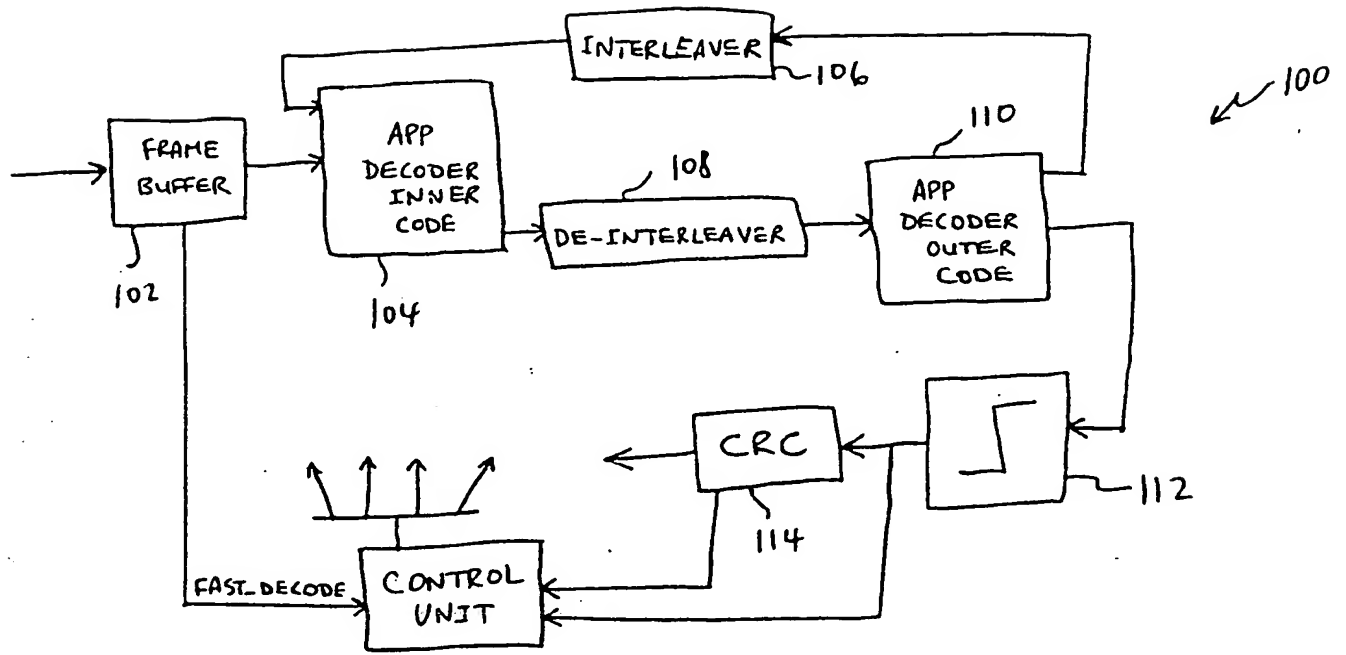 INTERLEAVER
106
100
FRAME
BUFFER
102
APP
DECODER
INNER
CODE
104
108
DE-INTERLEAVER
110
APP
DECODER
OUTER
CODE
112
CRC
114
FAST_DECODE
CONTROL
UNIT